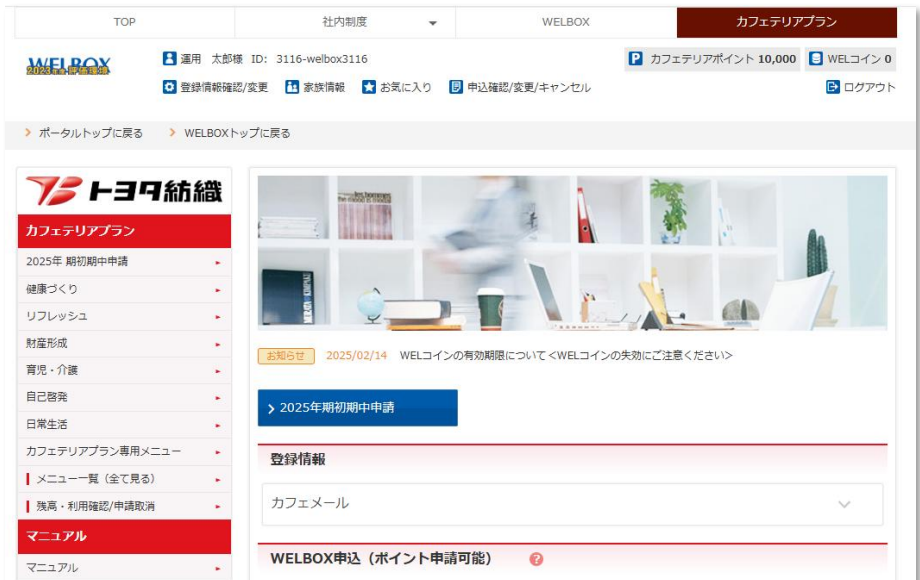 TOP
社内制度
WELBOX
カフェテリアプラン
WELBOX
2023年度 評価環境
運用 太郎様 ID: 3116-welbox3116
P カフェテリアポイント 10,000 WELコイン 0
登録情報確認/変更 家族情報 お気に入り 申込確認/変更/キャンセル
ログアウト
ポータルトップに戻る WELBOXトップに戻る
トヨタ紡織
カフェテリアプラン
2025年 期初期中申請
健康づくり
リフレッシュ
財産形成
育児・介護
自己啓発
日常生活
カフェテリアプラン専用メニュー
メニュー一覧（全て見る）
残高・利用確認/申請取消
マニュアル
マニュアル
お知らせ 2025/02/14 WELコインの有効期限について<WELコインの失効にご注意ください>
2025年期初期中申請
登録情報
カフェメール
WELBOX申込（ポイント申請可能） ?